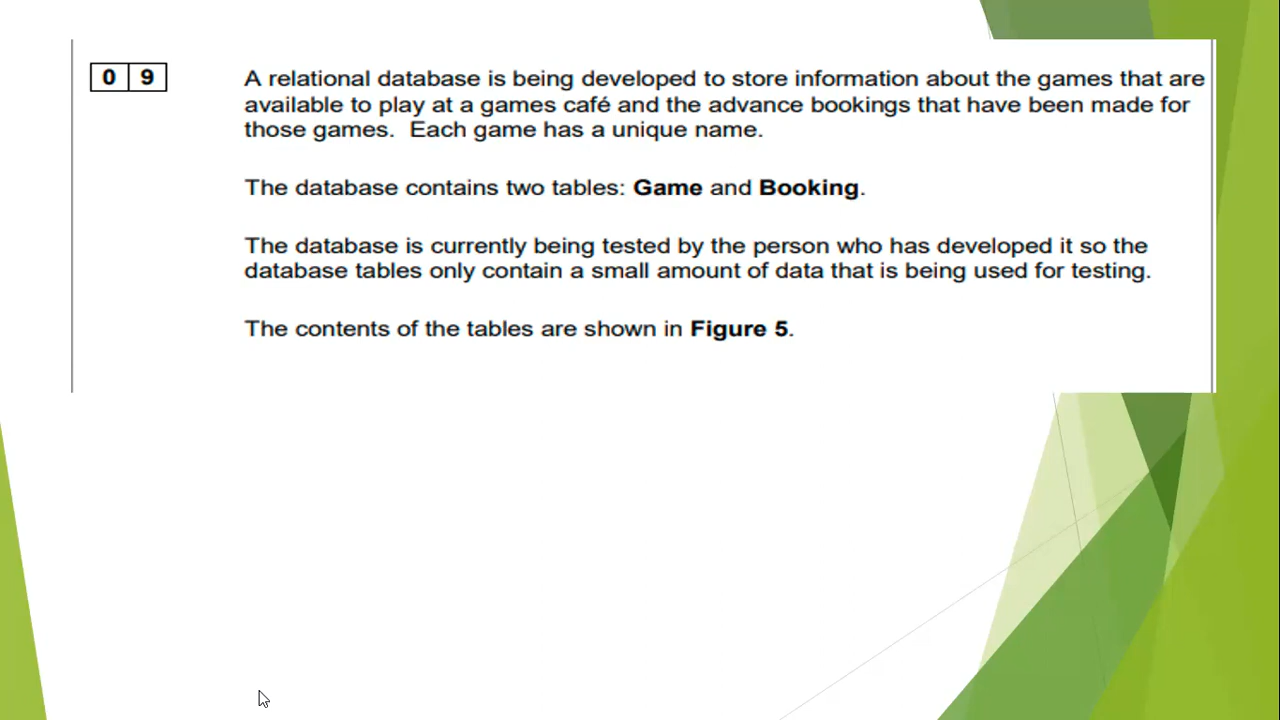 0 9
A relational database is being developed to store information about the games that are
available to play at a games café and the advance bookings that have been made for
those games. Each game has a unique name.
The database contains two tables: Game and Booking.
The database is currently being tested by the person who has developed it so the
database tables only contain a small amount of data that is being used for testing.
The contents of the tables are shown in Figure 5.